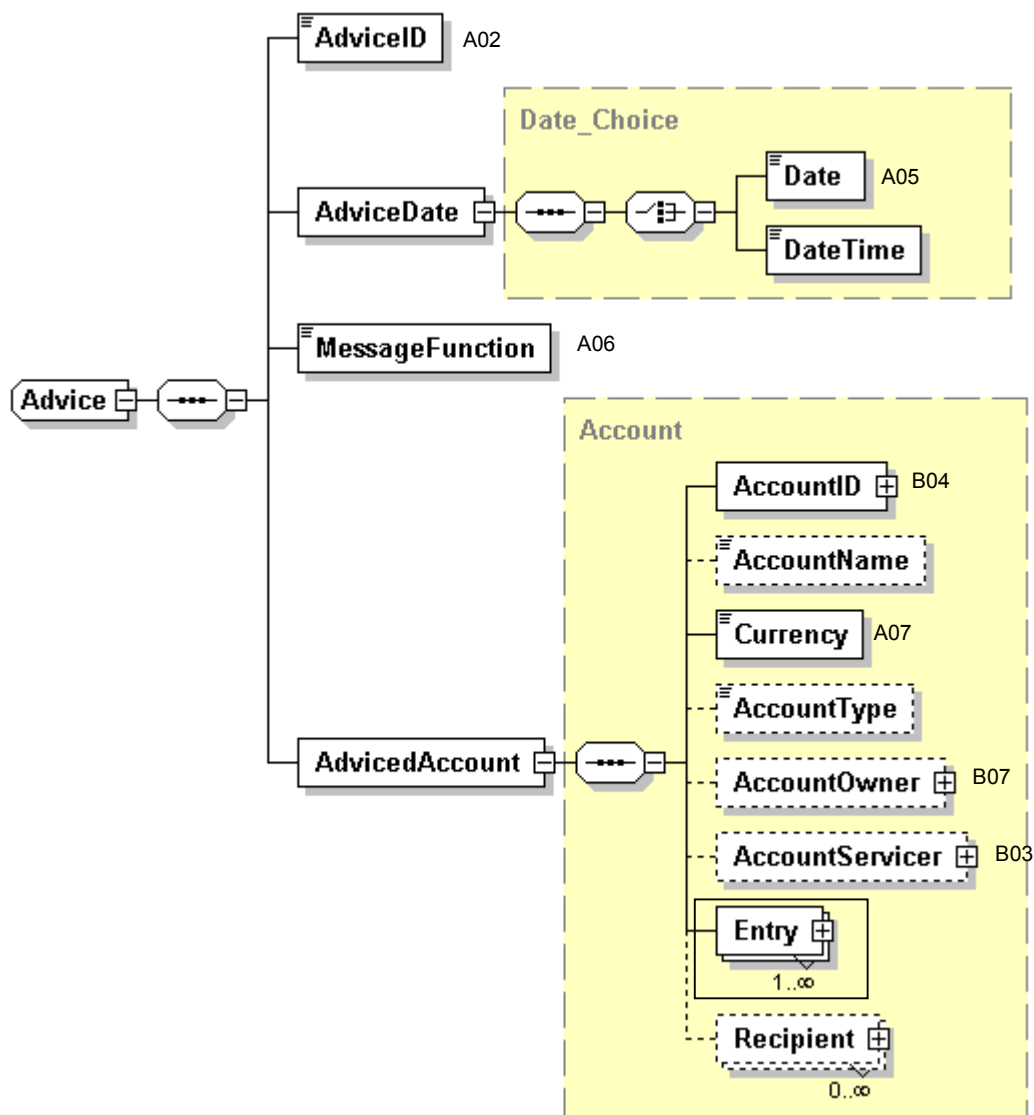 AdviceID A02
Date_Choice
Date A05
AdviceDate
DateTime
MessageFunction A06
Advice
Account
AccountID B04
AccountName
Currency A07
AccountType
AdvicedAccount
AccountOwner B07
AccountServicer B03
Entry
1..∞
Recipient
0..∞